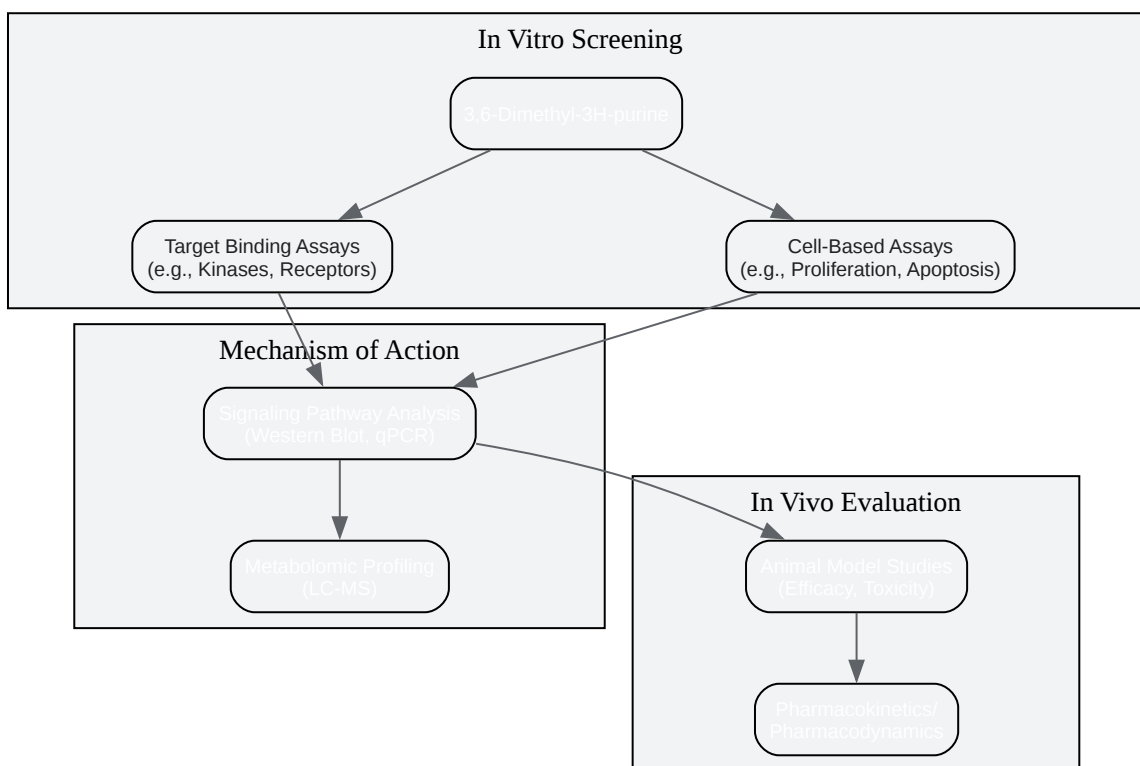 In Vitro Screening
3,6-Dimethyl-3H-purine
Target Binding Assays
(e.g., Kinases, Receptors)
Cell-Based Assays
(e.g., Proliferation, Apoptosis)
Mechanism of Action
Signaling Pathway Analysis
(Western Blot, qPCR)
Metabolomic Profiling
(LC-MS)
In Vivo Evaluation
Animal Model Studies
(Efficacy, Toxicity)
Pharmacokinetics/
Pharmacodynamics